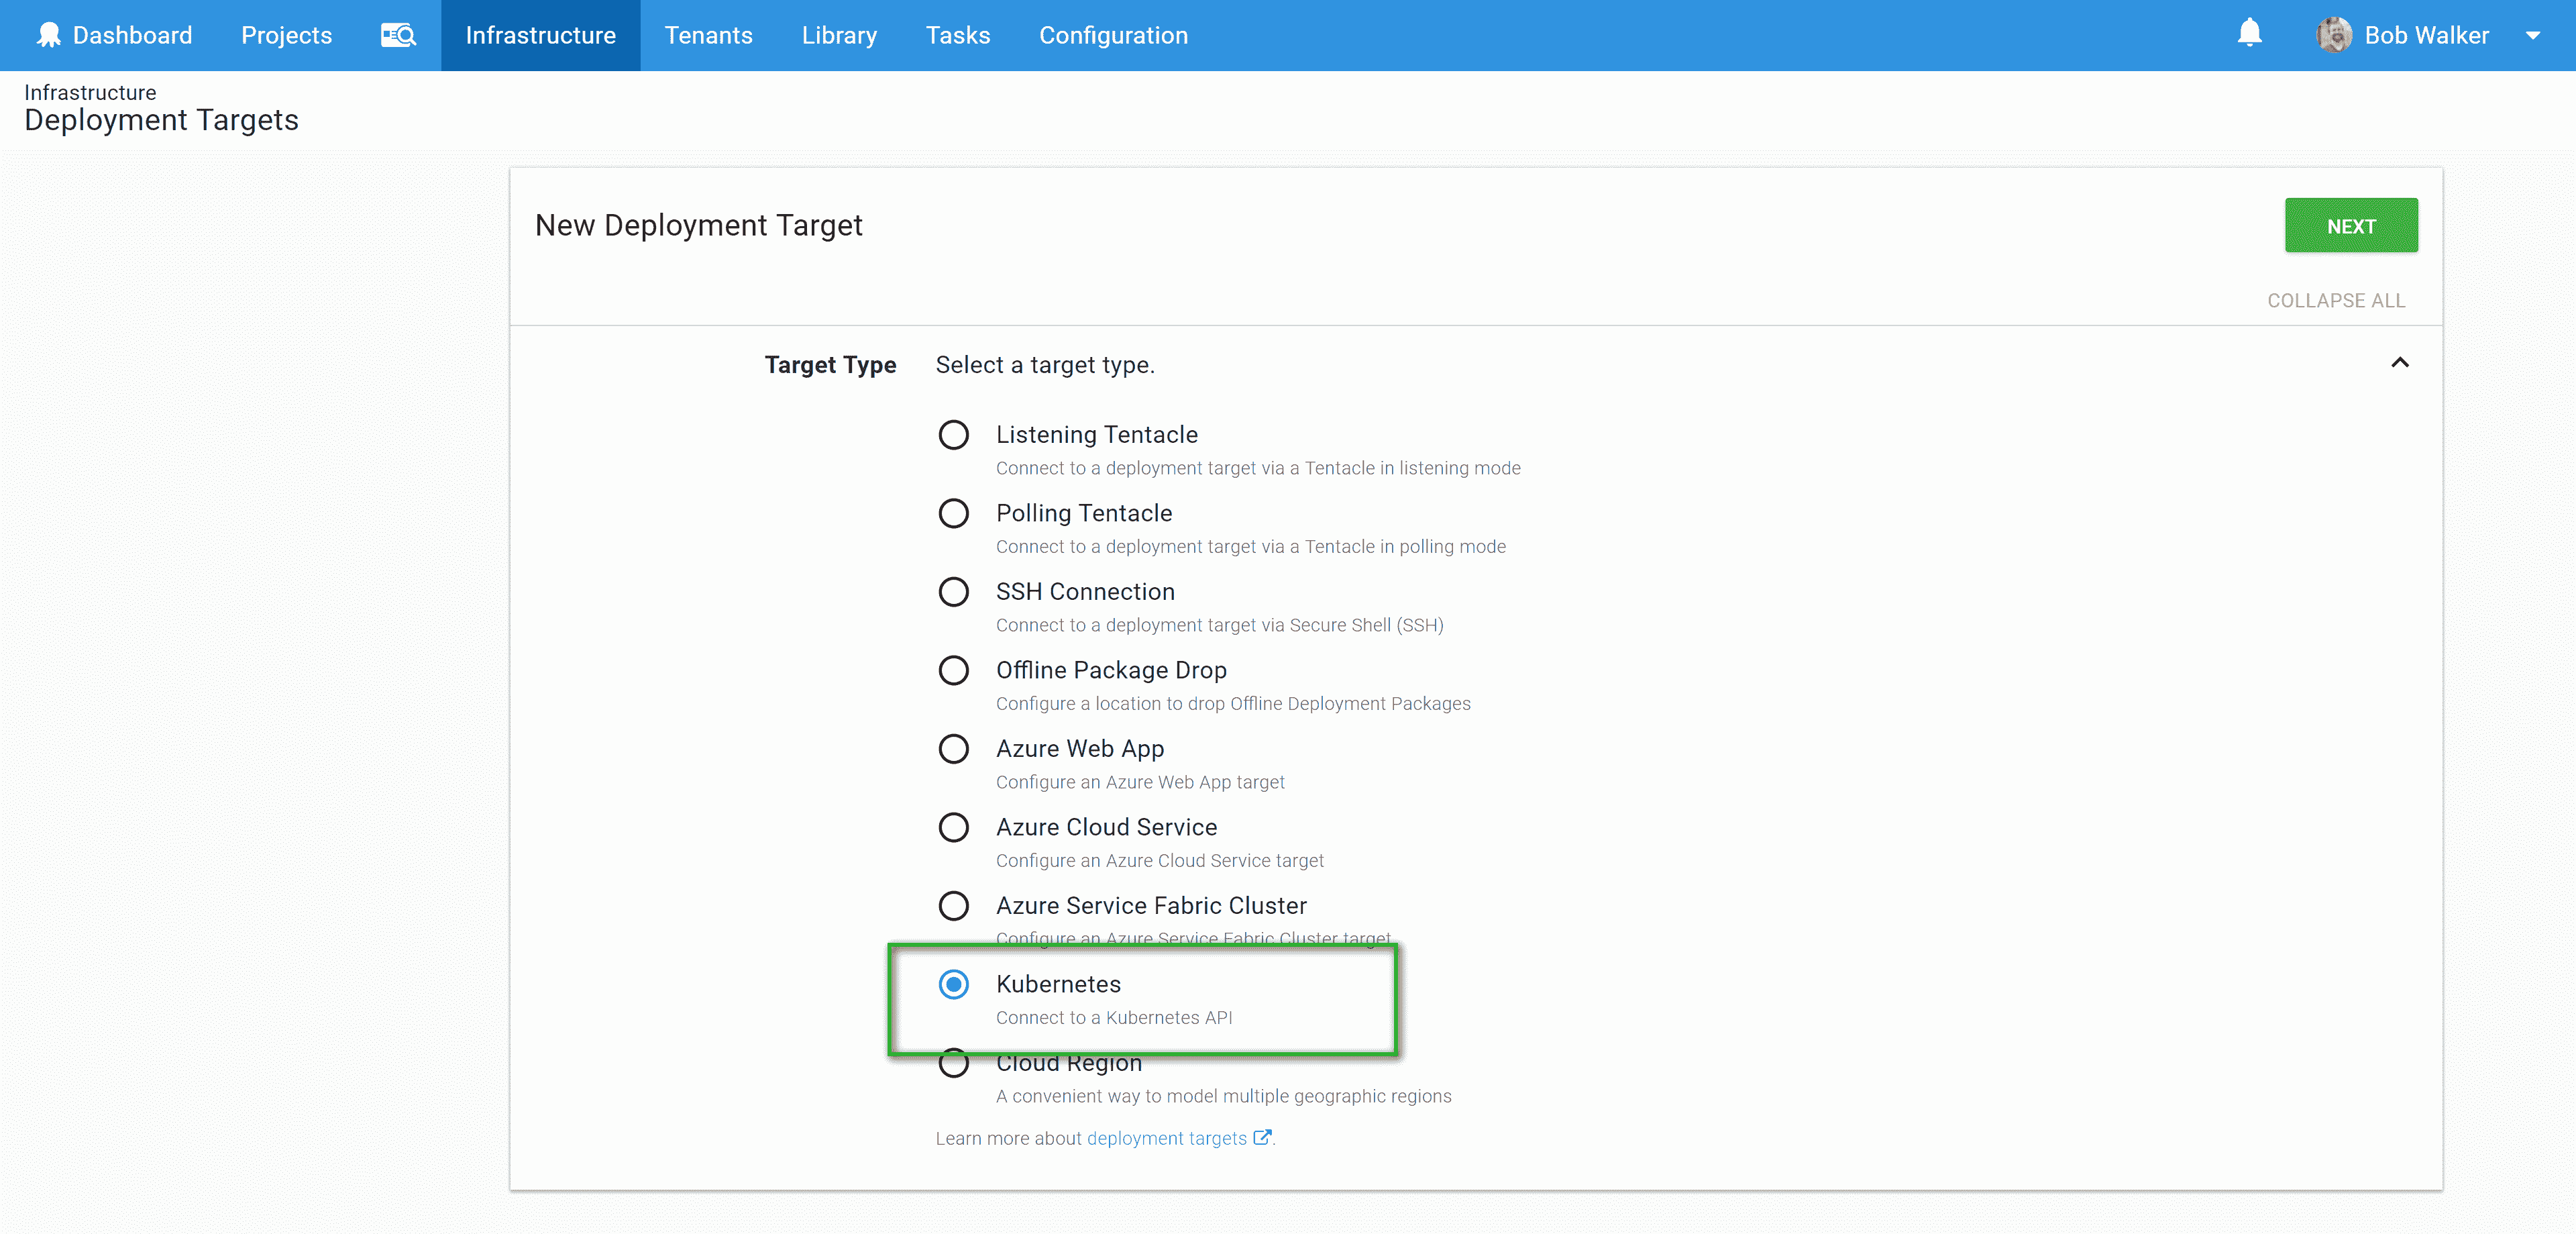 Dashboard Projects Infrastructure Tenants Library Tasks Configuration Bob Walker
Infrastructure
Deployment Targets
New Deployment Target
NEXT
COLLAPSE ALL
Target Type Select a target type.
Listening Tentacle
Connect to a deployment target via a Tentacle in listening mode
Polling Tentacle
Connect to a deployment target via a Tentacle in polling mode
SSH Connection
Connect to a deployment target via Secure Shell (SSH)
Offline Package Drop
Configure a location to drop Offline Deployment Packages
Azure Web App
Configure an Azure Web App target
Azure Cloud Service
Configure an Azure Cloud Service target
Azure Service Fabric Cluster
Configure an Azure Service Fabric Cluster target
Kubernetes
Connect to a Kubernetes API
Cloud Region
A convenient way to model multiple geographic regions
Learn more about deployment targets.